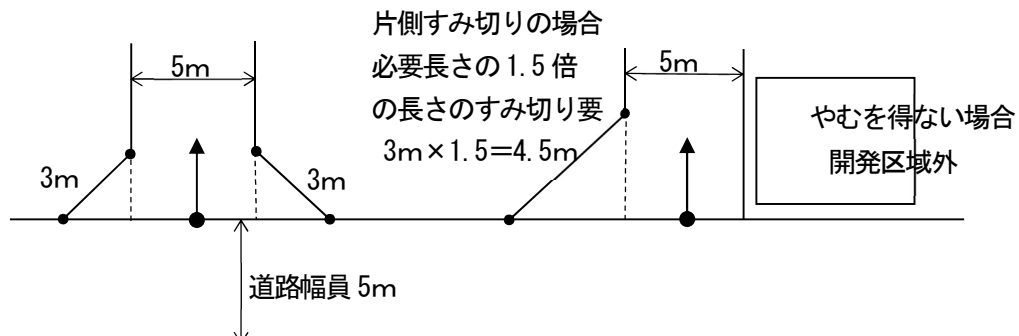 片側すみ切りの場合
必要長さの1.5倍
の長さのすみ切り要
3m×1.5=4.5m
5m
5m
やむを得ない場合
開発区域外
3m
3m
道路幅員5m